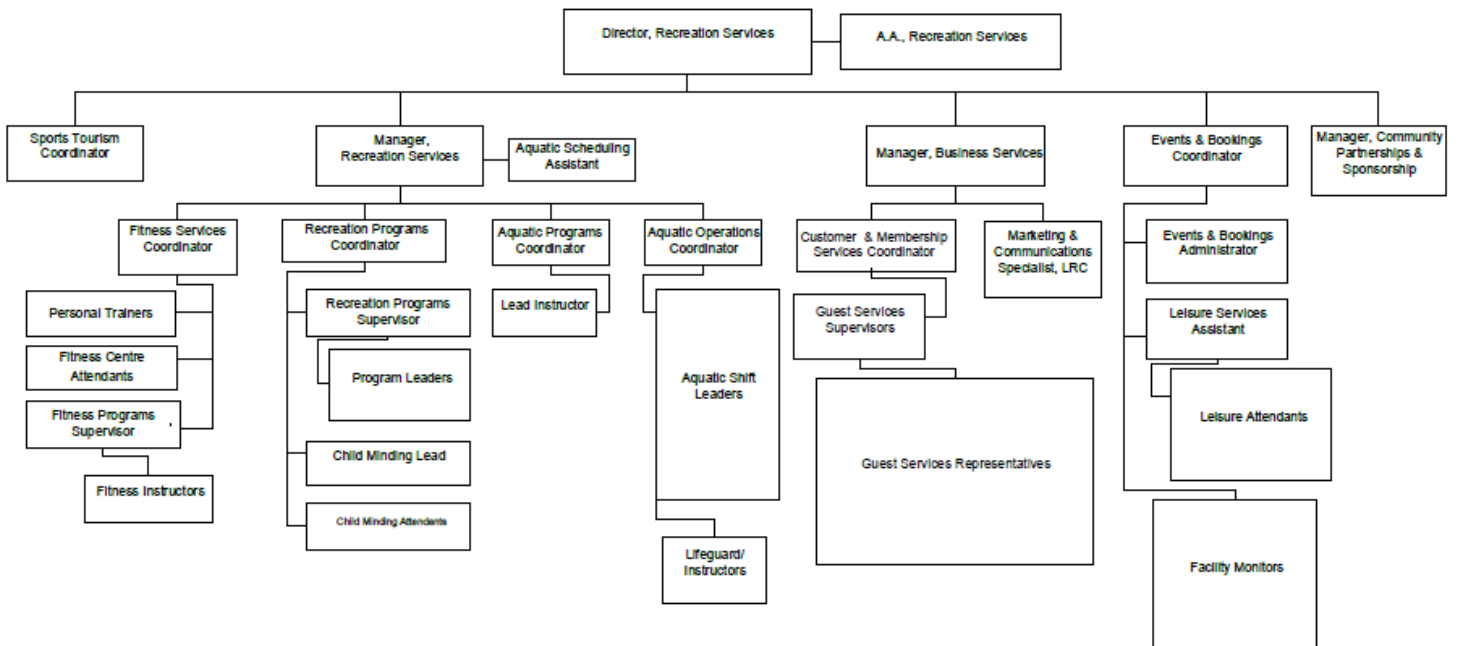 Director, Recreation Services
A.A., Recreation Services
Sports Tourism
Coordinator
Manager,
Recreation Services
Aquatic Scheduling
Assistant
Manager, Business Services
Events & Bookings
Coordinator
Manager, Community
Partnerships &
Sponsorship
Fitness Services
Coordinator
Recreation Programs
Coordinator
Aquatic Programs
Coordinator
Aquatic Operations
Coordinator
Customer & Membership
Services Coordinator
Marketing &
Communications
Specialist, LRC
Events & Bookings
Administrator
Personal Trainers
Fitness Centre
Attendants
Fitness Programs
Supervisor
Fitness Instructors
Recreation Programs
Supervisor
Program Leaders
Child Minding Lead
Child Minding Attendants
Lead Instructor
Aquatic Shift
Leaders
Lifeguard/
Instructors
Guest Services
Supervisors
Guest Services Representatives
Leisure Services
Assistant
Leisure Attendants
Facility Monitors